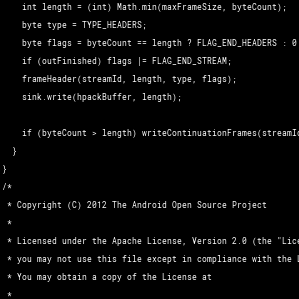 int length = (int) Math.min(maxFrameSize, byteCount);
byte type = TYPE_HEADERS;
byte flags = byteCount == length ? FLAG_END_HEADERS : 0
if (outFinished) flags |= FLAG_END_STREAM;
frameHeader(streamId, length, type, flags);
sink.write(hpackBuffer, length);
if (byteCount > length) writeContinuationFrames(streamId
}
}
/*
* Copyright (C) 2012 The Android Open Source Project
*
* Licensed under the Apache License, Version 2.0 (the "Lice
* you may not use this file except in compliance with the L
* You may obtain a copy of the License at
*